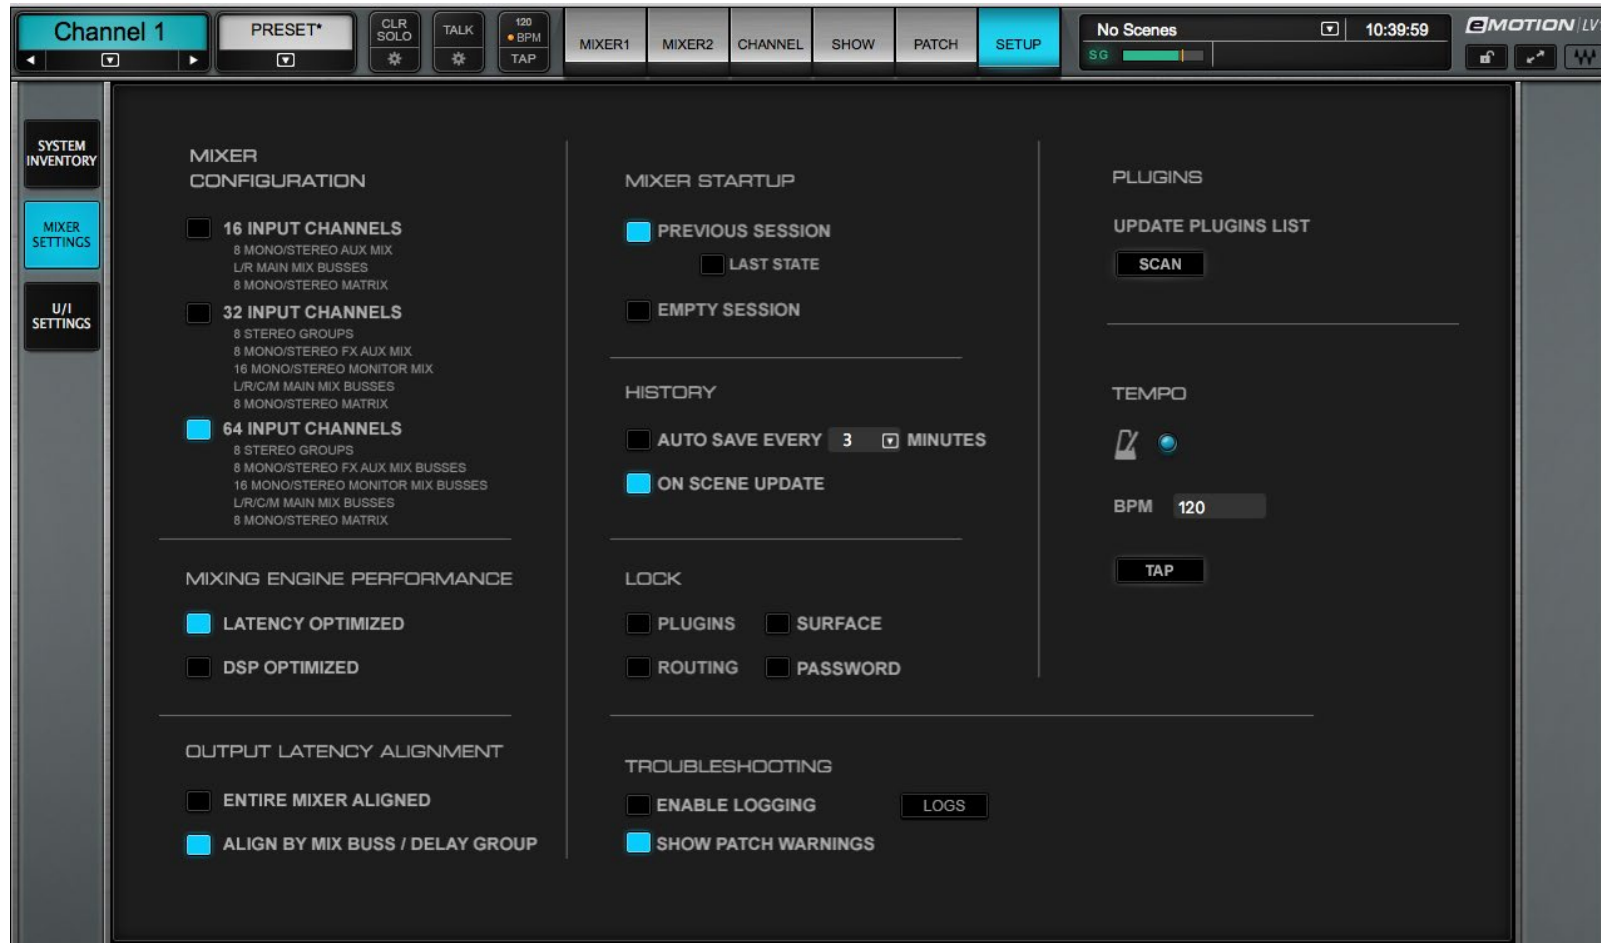 Channel 1
PRESET*
CLR
SOLO
TALK
120
BPM
TAP
MIXER1
MIXER2
CHANNEL
SHOW
PATCH
SETUP
No Scenes
10:39:59
SG
eMOTION LV1
SYSTEM
INVENTORY
MIXER
SETTINGS
U/I
SETTINGS
MIXER
CONFIGURATION
16 INPUT CHANNELS
8 MONO/STEREO AUX MIX
L/R MAIN MIX BUSSES
8 MONO/STEREO MATRIX
32 INPUT CHANNELS
8 STEREO GROUPS
8 MONO/STEREO FX AUX MIX
16 MONO/STEREO MONITOR MIX
L/R/C/M MAIN MIX BUSSES
8 MONO/STEREO MATRIX
64 INPUT CHANNELS
8 STEREO GROUPS
8 MONO/STEREO FX AUX MIX BUSSES
16 MONO/STEREO MONITOR MIX BUSSES
L/R/C/M MAIN MIX BUSSES
8 MONO/STEREO MATRIX
MIXING ENGINE PERFORMANCE
LATENCY OPTIMIZED
DSP OPTIMIZED
OUTPUT LATENCY ALIGNMENT
ENTIRE MIXER ALIGNED
ALIGN BY MIX BUSS / DELAY GROUP
MIXER STARTUP
PREVIOUS SESSION
LAST STATE
EMPTY SESSION
HISTORY
AUTO SAVE EVERY 3 MINUTES
ON SCENE UPDATE
LOCK
PLUGINS SURFACE
ROUTING PASSWORD
TROUBLESHOOTING
ENABLE LOGGING LOGS
SHOW PATCH WARNINGS
PLUGINS
UPDATE PLUGINS LIST
SCAN
TEMPO
BPM 120
TAP